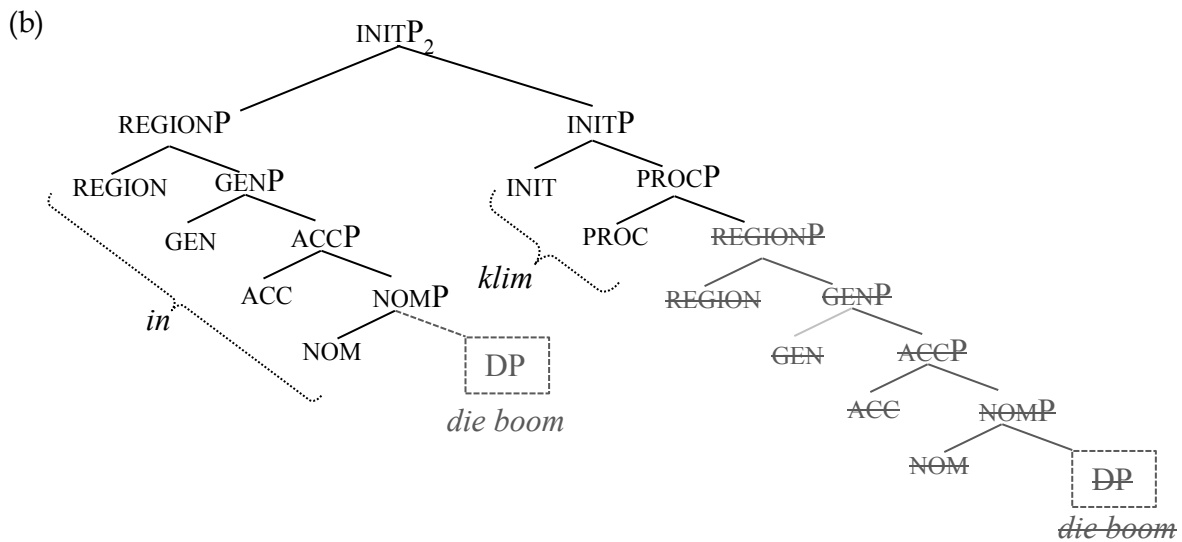 (b)
INITP2
REGIONP INITP
REGION GENP INIT PROCP
GEN ACCP PROC REGIONP
ACC NOMP klim REGION GENP
in NOM DP GEN ACCP
die boom ACC NOMP
NOM DP
die boom